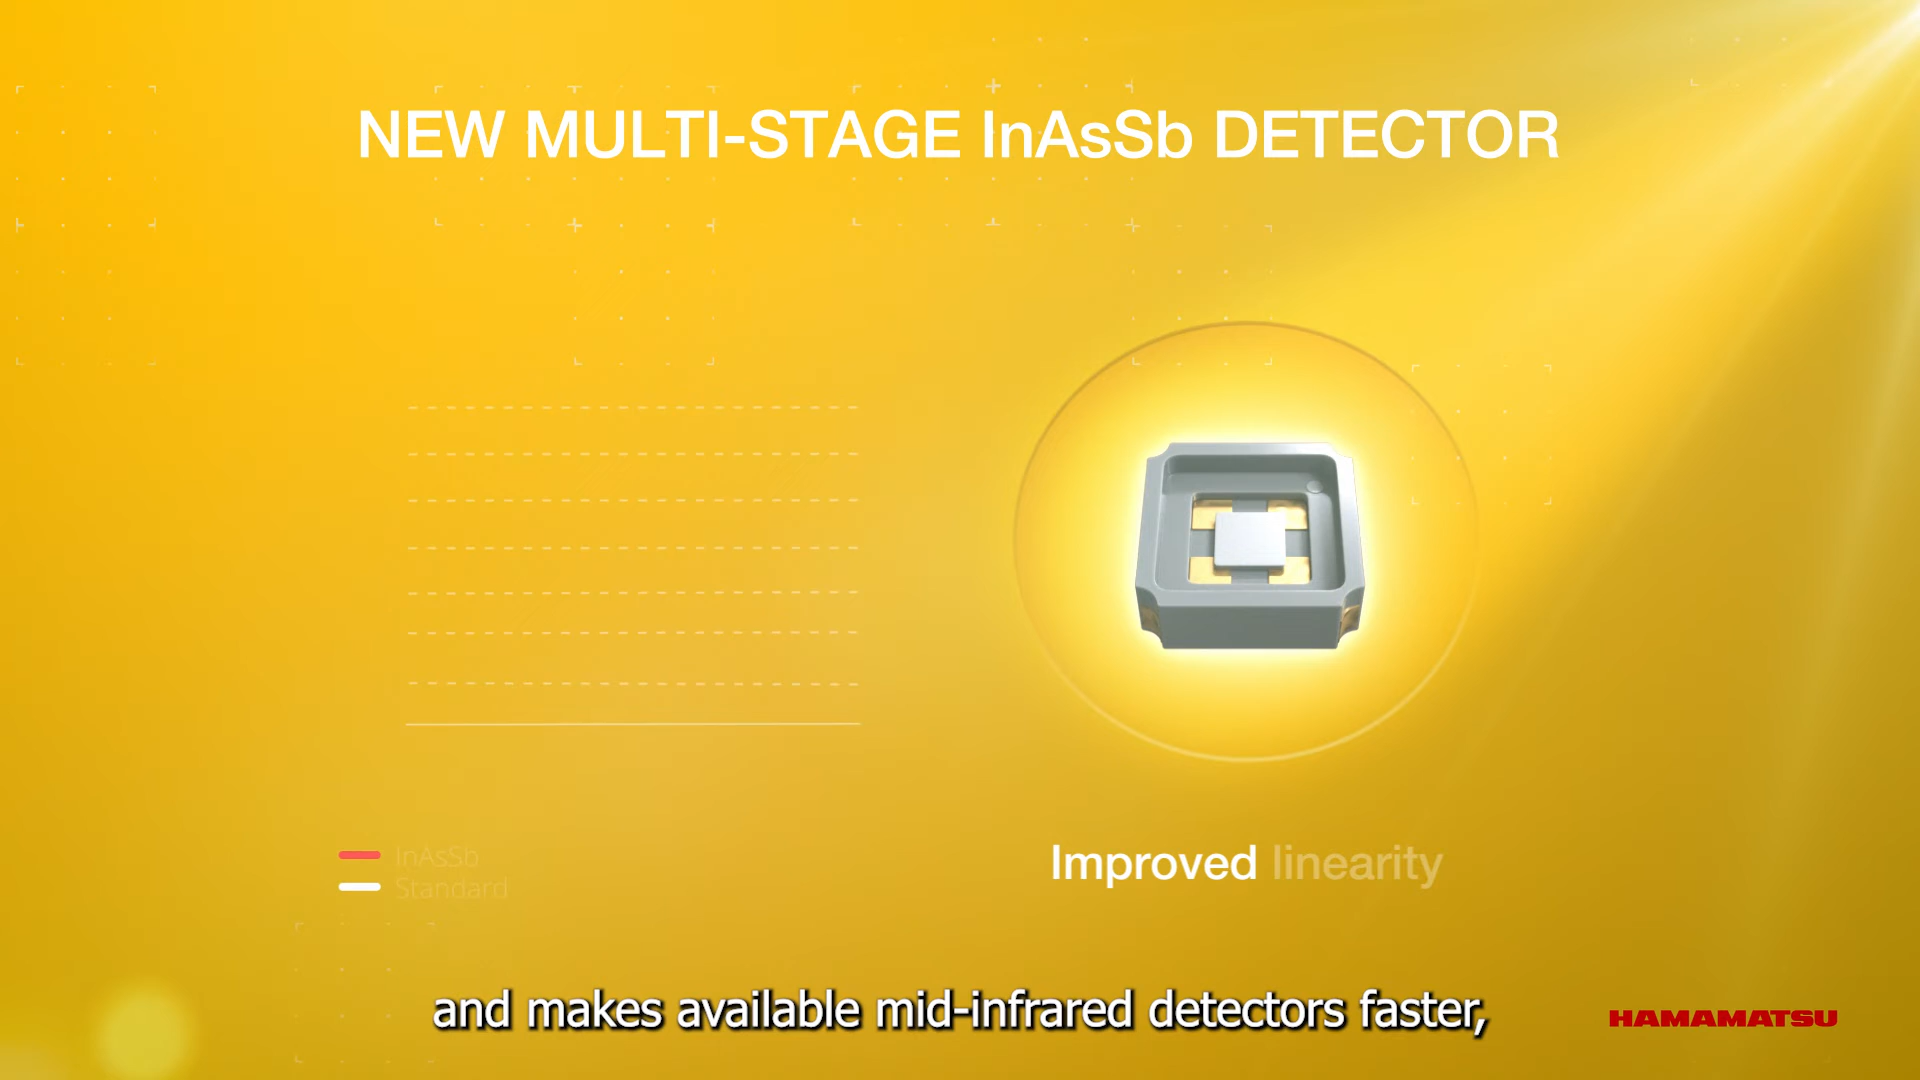 NEW MULTI-STAGE InAsSb DETECTOR
InAsSb
Standard
Improved linearity
and makes available mid-infrared detectors faster,
HAMAMATSU